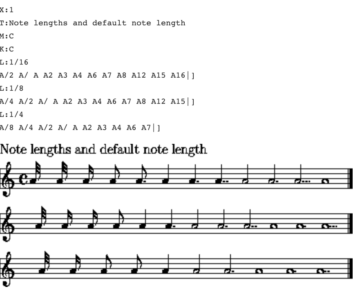 X:1
T:Note lengths and default note length
M:C
K:C
L:1/16
A/2 A/ A A2 A3 A4 A6 A7 A8 A12 A15 A16|]
L:1/8
A/4 A/2 A/ A A2 A3 A4 A6 A7 A8 A12 A15|]
L:1/4
A/8 A/4 A/2 A/ A A2 A3 A4 A6 A7|]
Note lengths and default note length